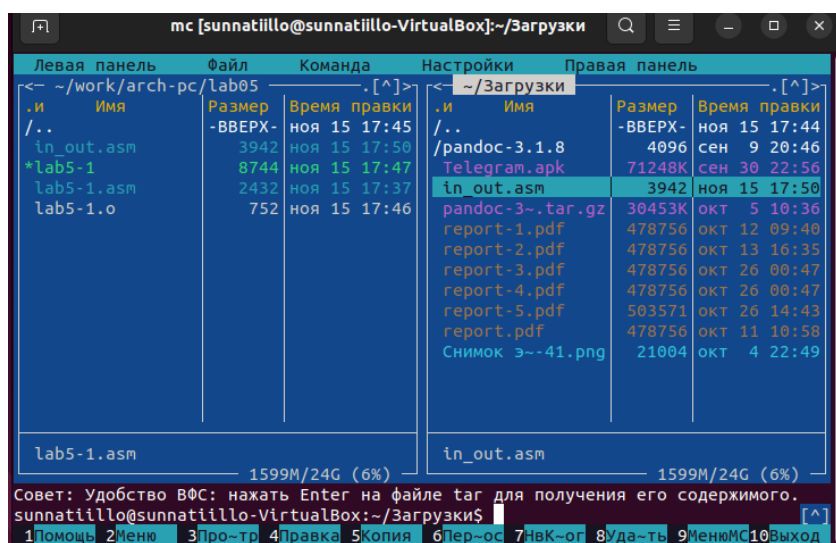 mc [sunnatiillo@sunnatiillo-VirtualBox]:~/Загрузки
Левая панель Файл Команда Настройки Правая панель
<— ~/work/arch-pc/lab05 .[^]> <— ~/Загрузки .[^]>
.и Имя Размер Время правки .и Имя Размер Время правки
/.. -ВВЕРХ- ноя 15 17:45 /.. -ВВЕРХ- ноя 15 17:44
in_out.asm 3942 ноя 15 17:50 /pandoc-3.1.8 4096 сен 9 20:46
*lab5-1 8744 ноя 15 17:47 Telegram.apk 71248K сен 30 22:56
lab5-1.asm 2432 ноя 15 17:37 in_out.asm 3942 ноя 15 17:50
lab5-1.o 752 ноя 15 17:46 pandoc-3~.tar.gz 30453K окт 5 10:36
report-1.pdf 478756 окт 12 09:40
report-2.pdf 478756 окт 13 16:35
report-3.pdf 478756 окт 26 00:47
report-4.pdf 478756 окт 26 00:47
report-5.pdf 503571 окт 26 14:43
report.pdf 478756 окт 11 10:58
Снимок э~-41.png 21004 окт 4 22:49
lab5-1.asm in_out.asm
1599M/24G (6%) 1599M/24G (6%)
Совет: Удобство ВФС: нажать Enter на файле tar для получения его содержимого.
sunnatiillo@sunnatiillo-VirtualBox:~/Загрузки$ [^]
1Помощь 2Меню 3Про~тр 4Правка 5Копия 6Пер~ос 7НвК~ог 8Уда~ть 9МенюMC 10Выход